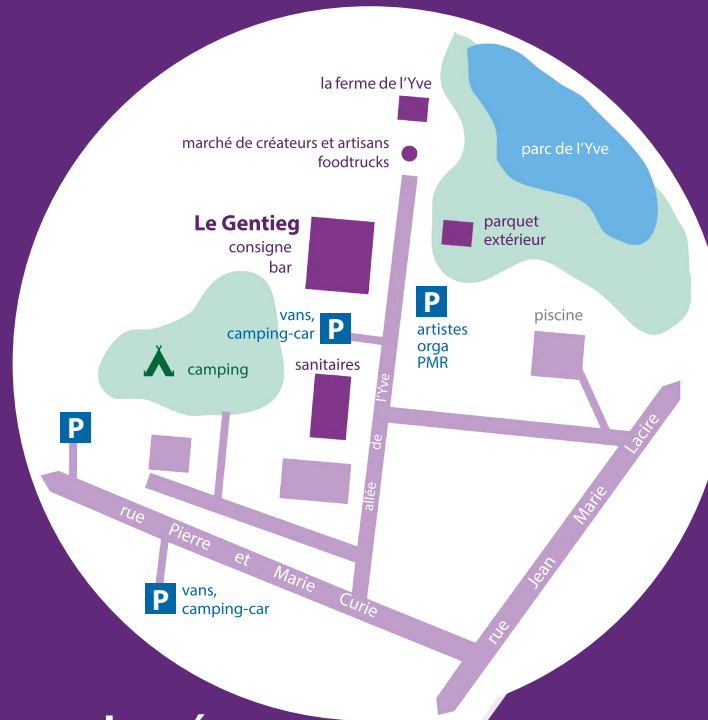 la ferme de l'Yve
marché de créateurs et artisans
foodtrucks
parc de l'Yve
Le Gentieg
consigne
bar
parquet
extérieur
vans,
camping-car
P
P
artistes
orga
PMR
piscine
sanitaires
camping
P
allée de l'Yve
rue Jean Marie Lacire
rue Pierre et Marie Curie
P
vans,
camping-car